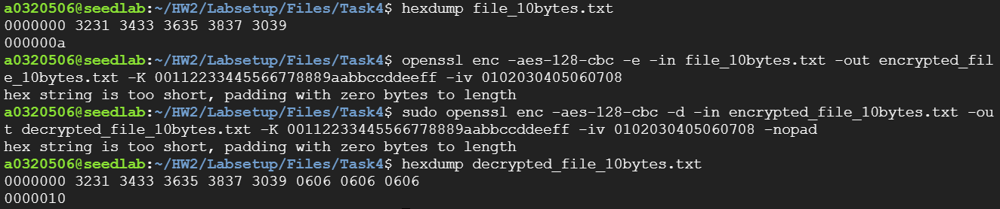 a0320506@seedlab:~/HW2/Labsetup/Files/Task4$ hexdump file_10bytes.txt
0000000 3231 3433 3635 3837 3039
000000a
a0320506@seedlab:~/HW2/Labsetup/Files/Task4$ openssl enc -aes-128-cbc -e -in file_10bytes.txt -out encrypted_fil
e_10bytes.txt -K 00112233445566778889aabbccddeeff -iv 0102030405060708
hex string is too short, padding with zero bytes to length
a0320506@seedlab:~/HW2/Labsetup/Files/Task4$ sudo openssl enc -aes-128-cbc -d -in encrypted_file_10bytes.txt -ou
t decrypted_file_10bytes.txt -K 00112233445566778889aabbccddeeff -iv 0102030405060708 -nopad
hex string is too short, padding with zero bytes to length
a0320506@seedlab:~/HW2/Labsetup/Files/Task4$ hexdump decrypted_file_10bytes.txt
0000000 3231 3433 3635 3837 3039 0606 0606 0606
0000010